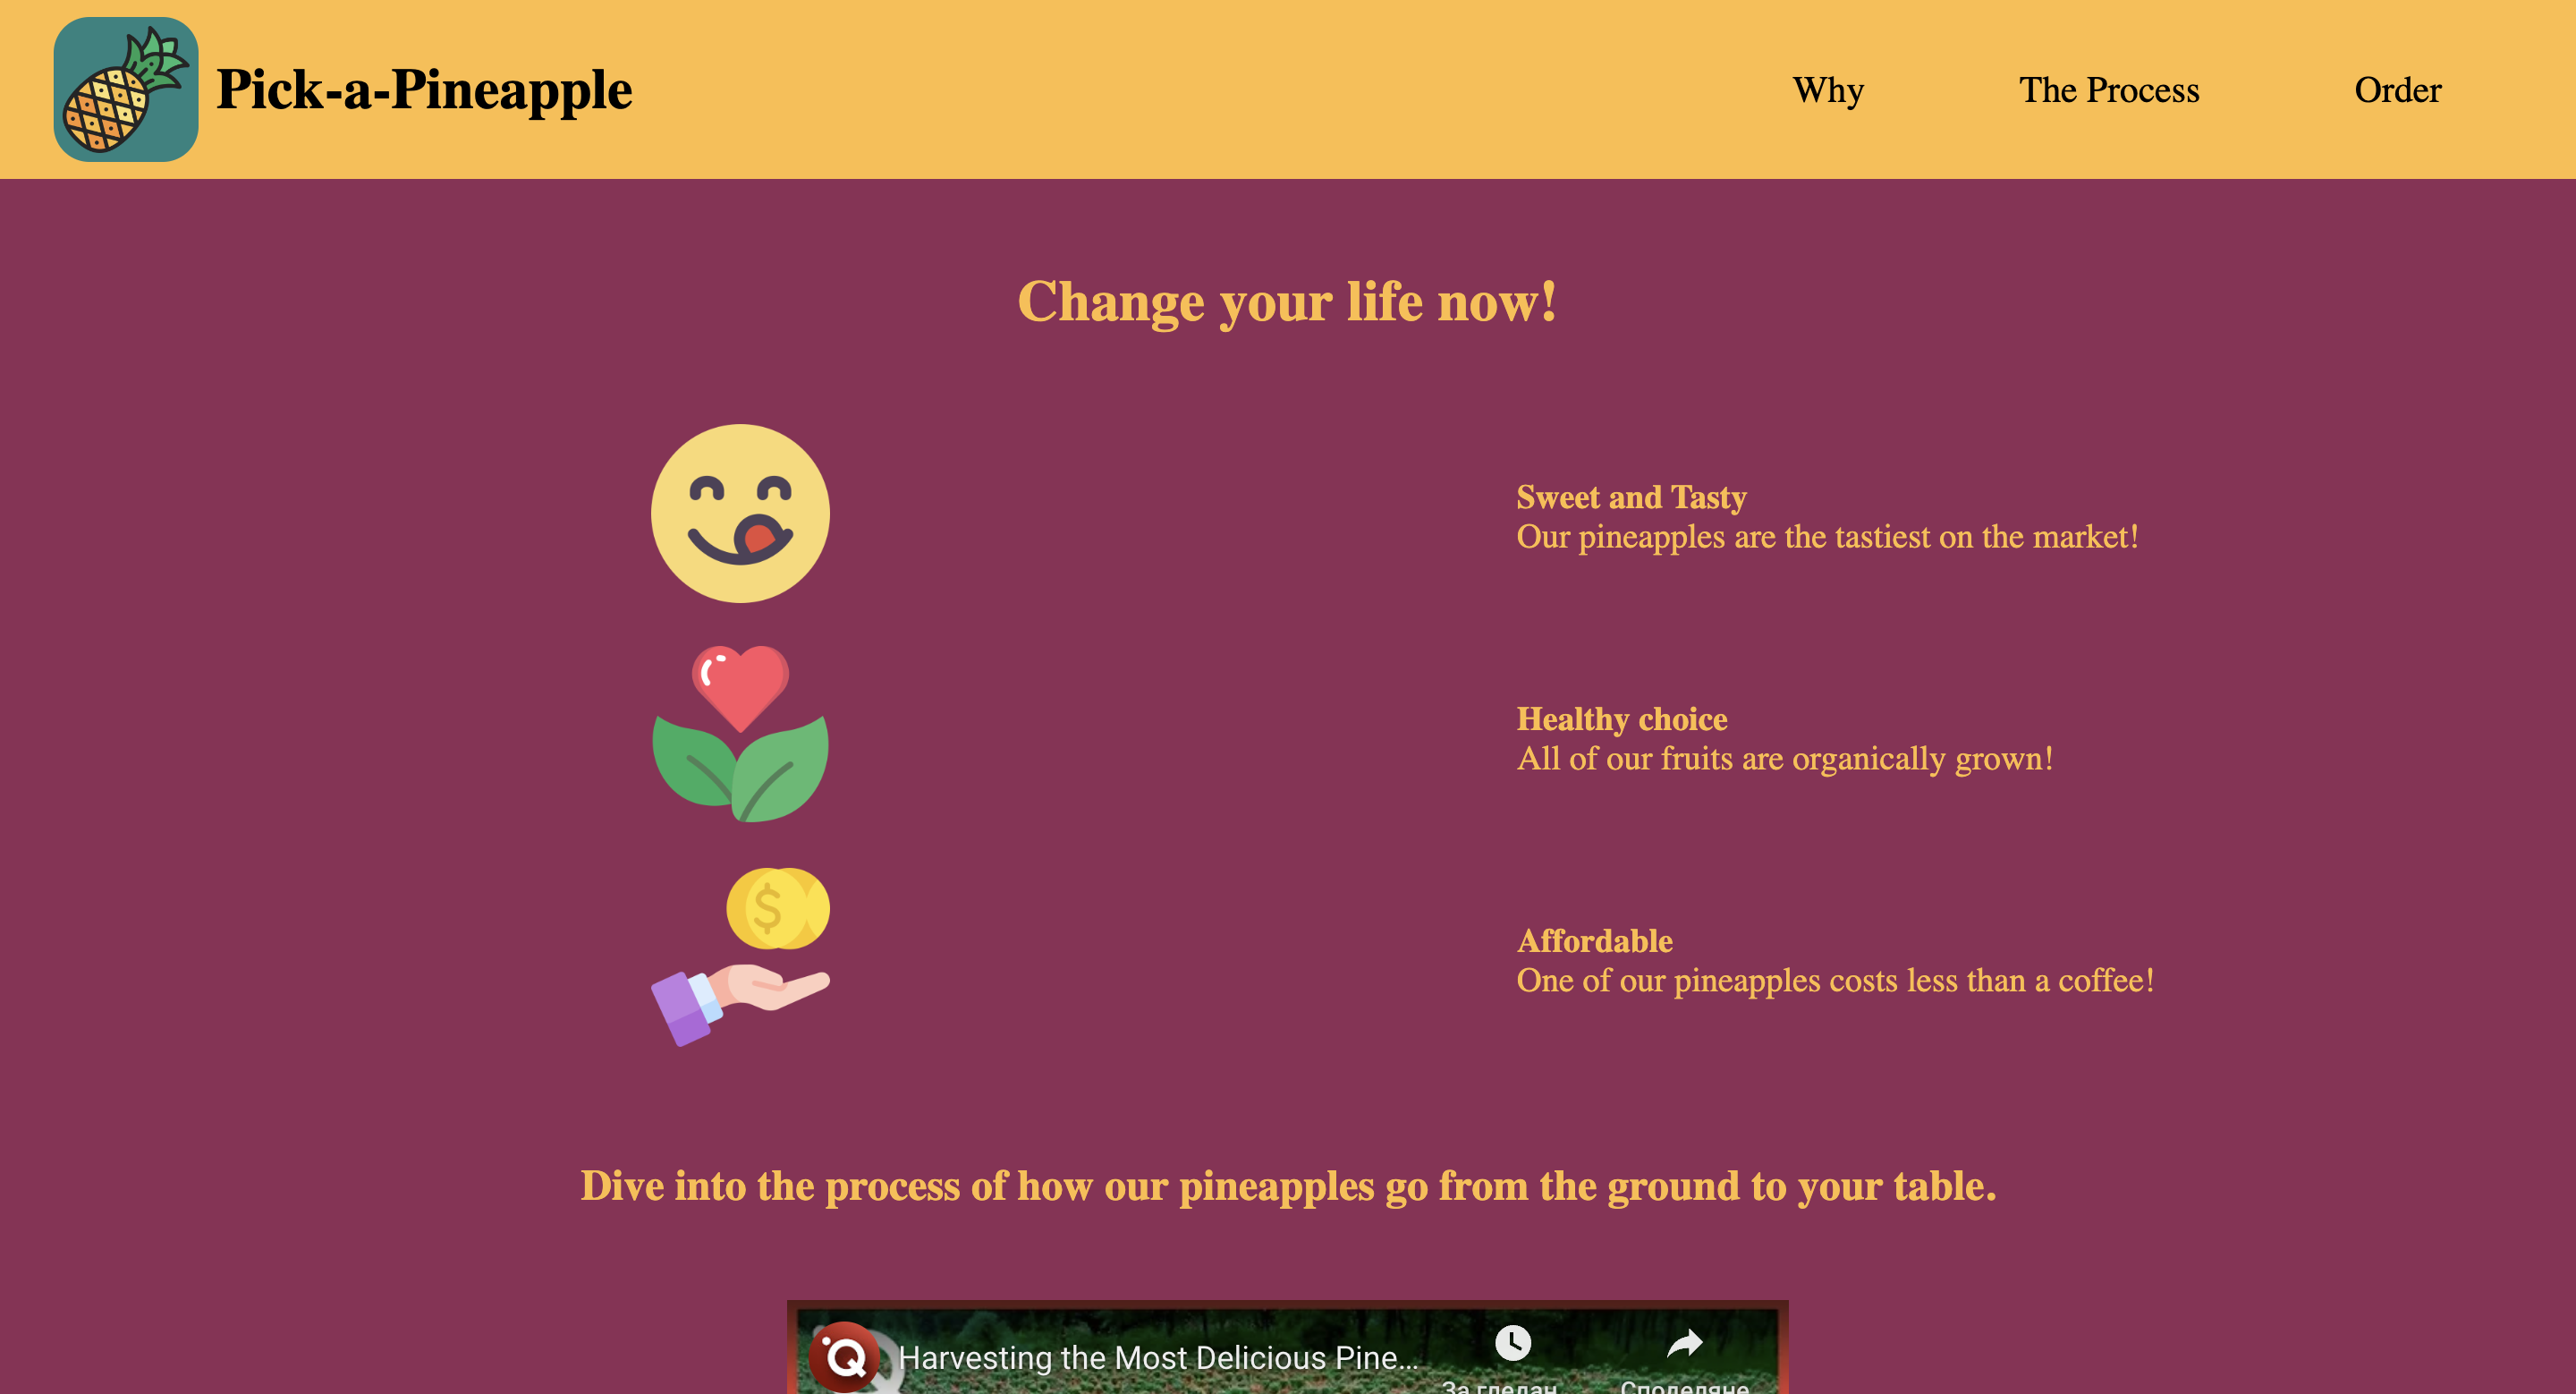 Pick-a-Pineapple
Why
The Process
Order
Change your life now!
Sweet and Tasty
Our pineapples are the tastiest on the market!
Healthy choice
All of our fruits are organically grown!
$
Affordable
One of our pineapples costs less than a coffee!
Dive into the process of how our pineapples go from the ground to your table.
Harvesting the Most Delicious Pine...
За гледан
Споделяне